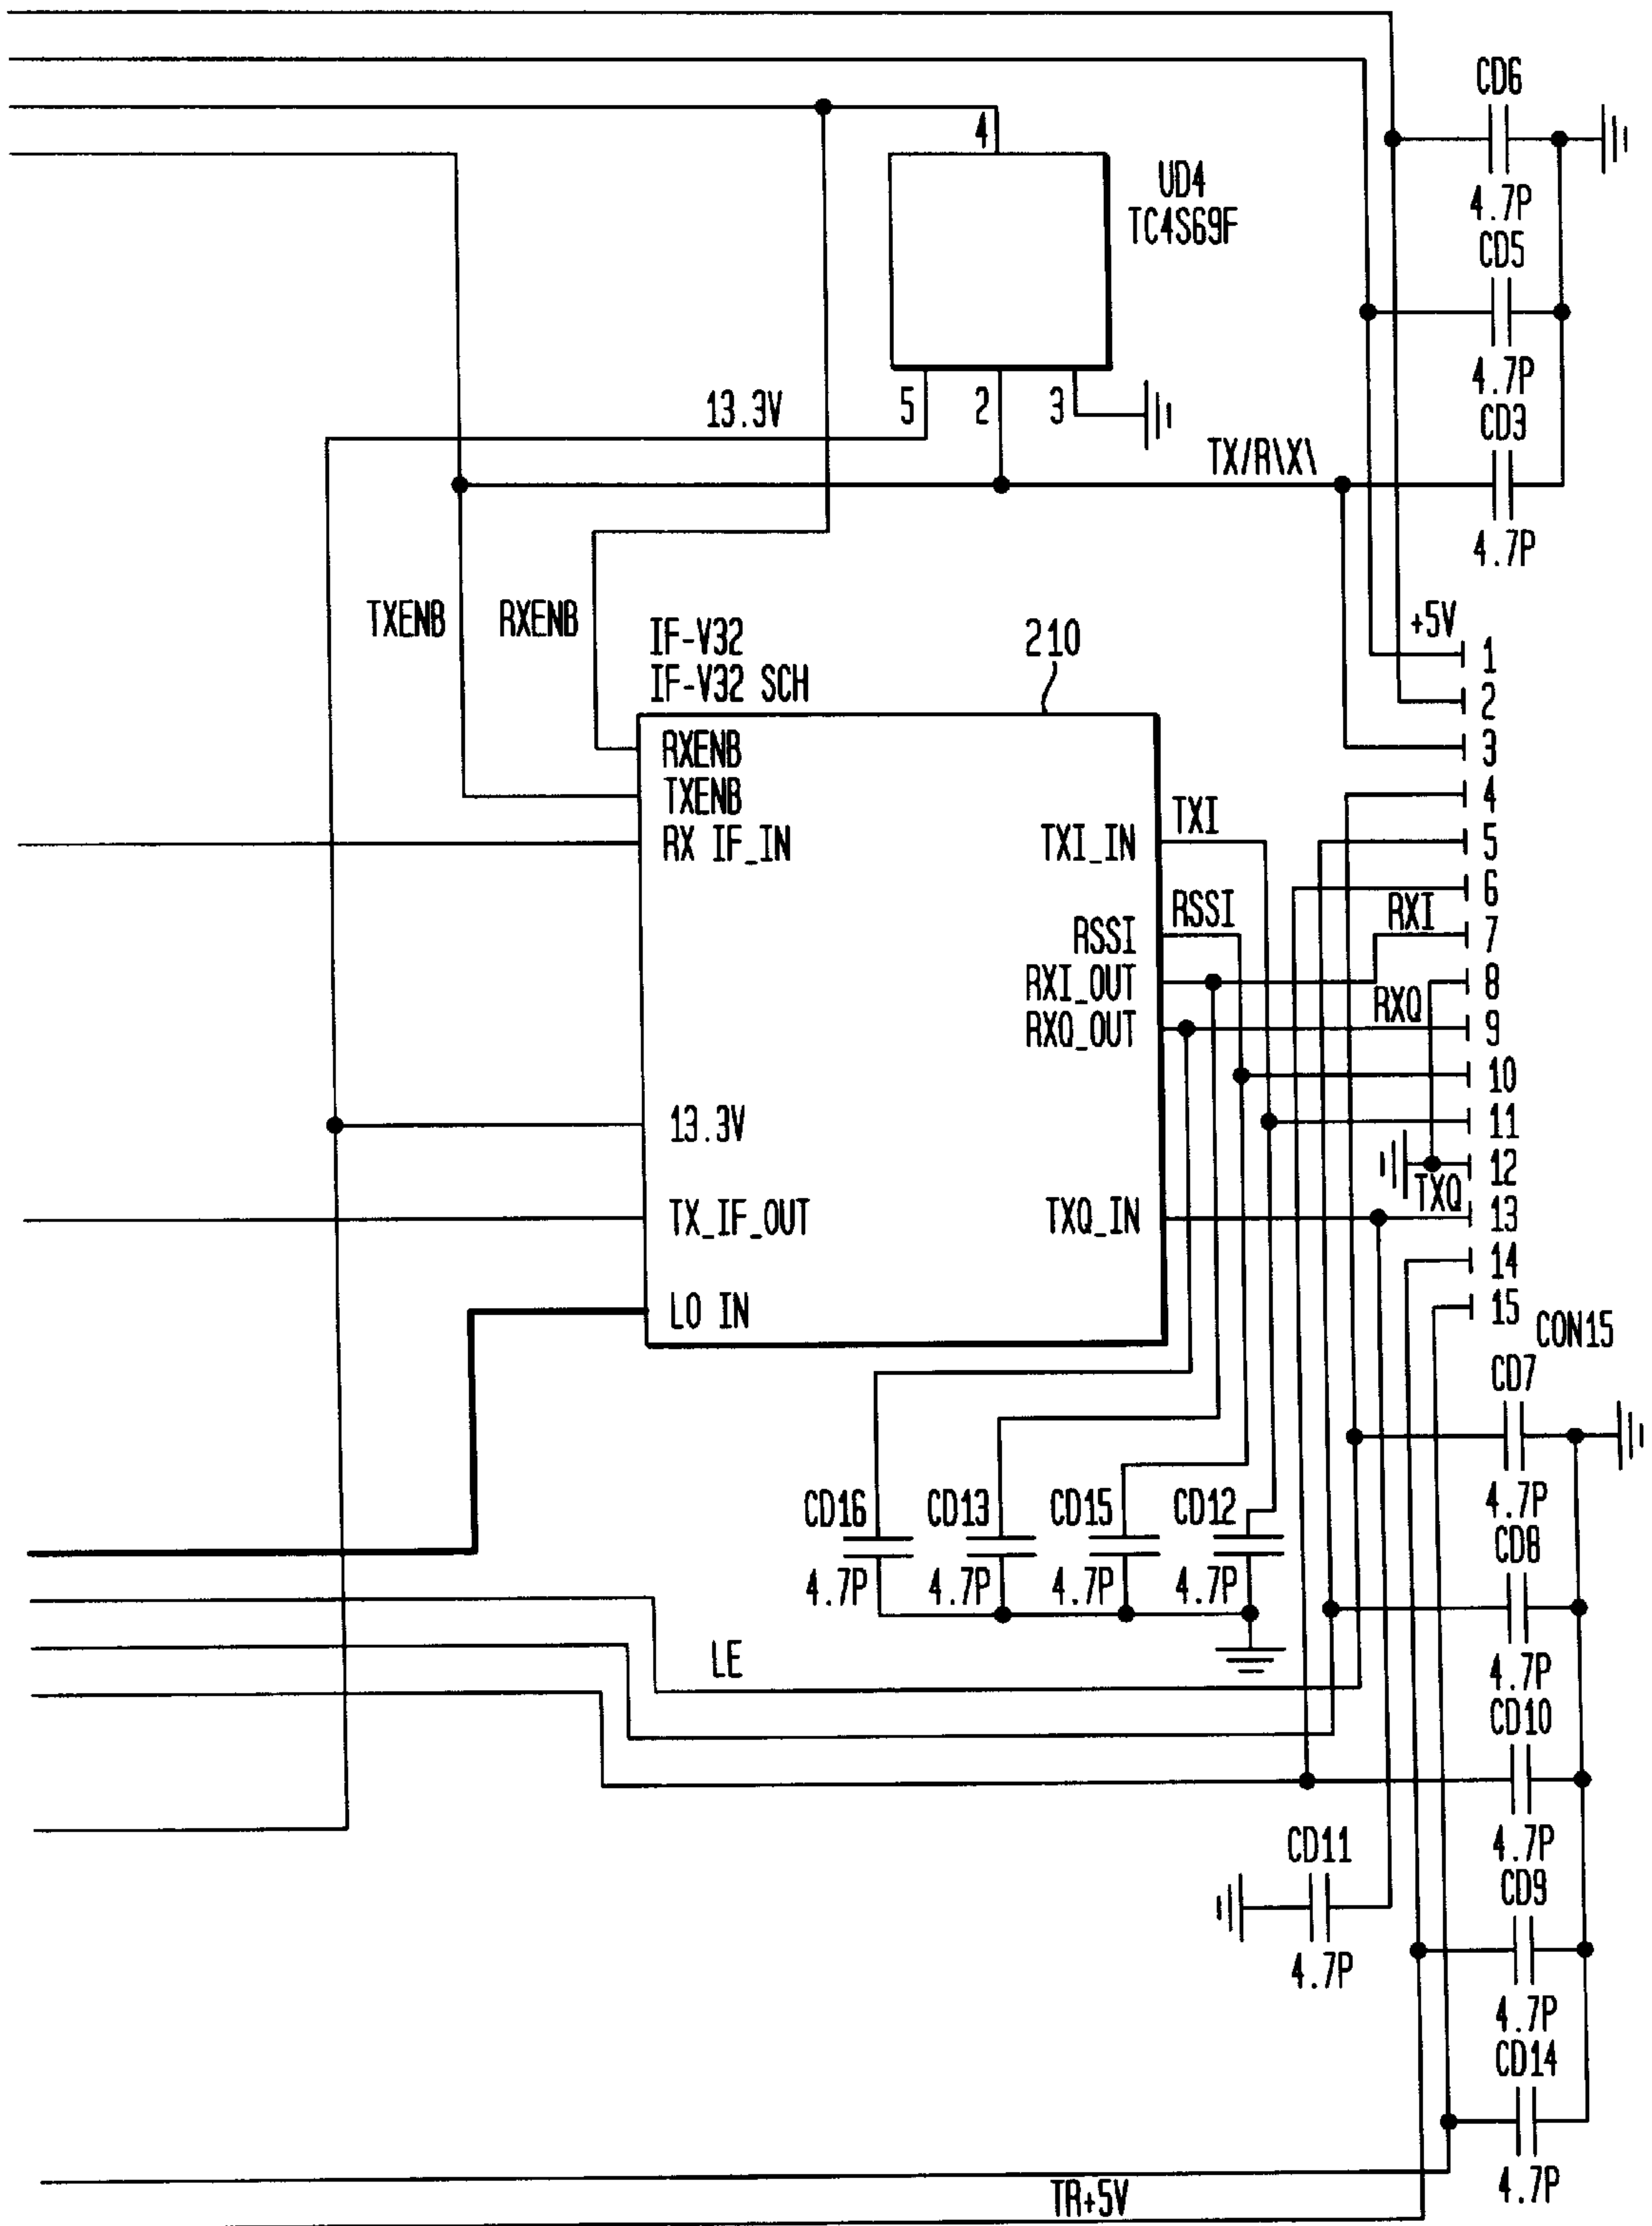 CD6
4
UD4
TC4S69F
4.7P
CD5
4.7P
13.3V
5
2
3
CD3
TX/R\X\
4.7P
TXENB
RXENB
IF-V32
IF-V32 SCH
210
+5V
1
2
3
4
5
6
7
8
9
10
11
12
13
14
15
CON15
RXENB
TXENB
RX IF_IN
TXI_IN
TXI
RSSI
RSSI
RXI
RXI_OUT
RXQ
RXQ_OUT
13.3V
TX_IF_OUT
TXQ_IN
TXQ
LO IN
CD7
4.7P
CD16
CD13
CD15
CD12
4.7P
4.7P
4.7P
4.7P
CD8
4.7P
LE
CD10
4.7P
CD11
4.7P
CD9
4.7P
CD14
4.7P
TR+5V